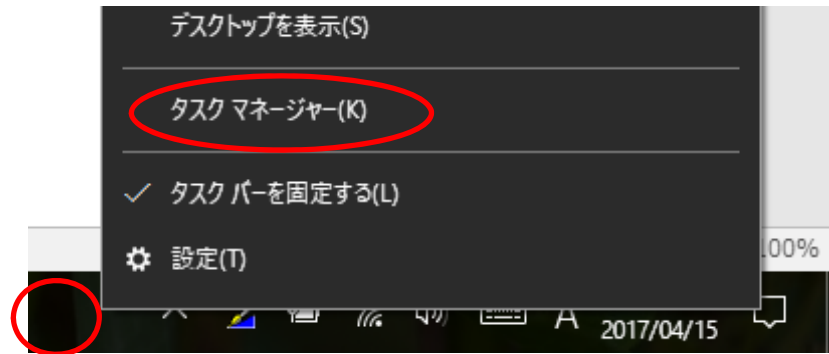 デスクトップを表示(S)
タスク マネージャー(K)
タスク バーを固定する(L)
設定(T)
100%
A
2017/04/15